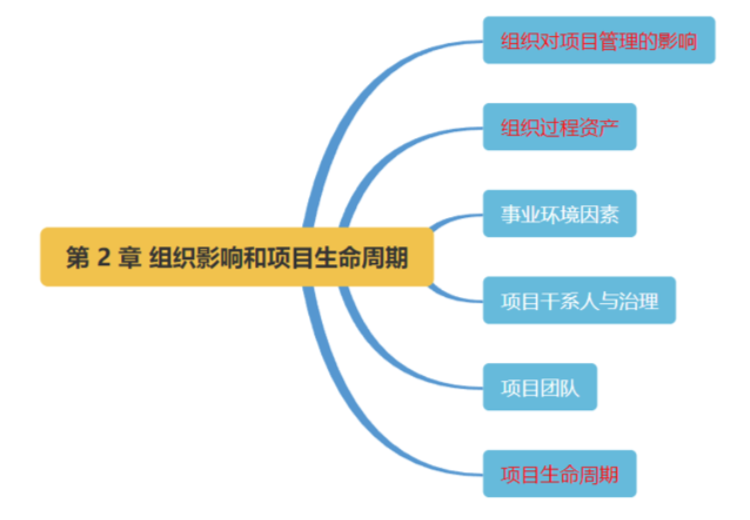 组织对项目管理的影响
组织过程资产
事业环境因素
第 2 章 组织影响和项目生命周期
项目干系人与治理
项目团队
项目生命周期